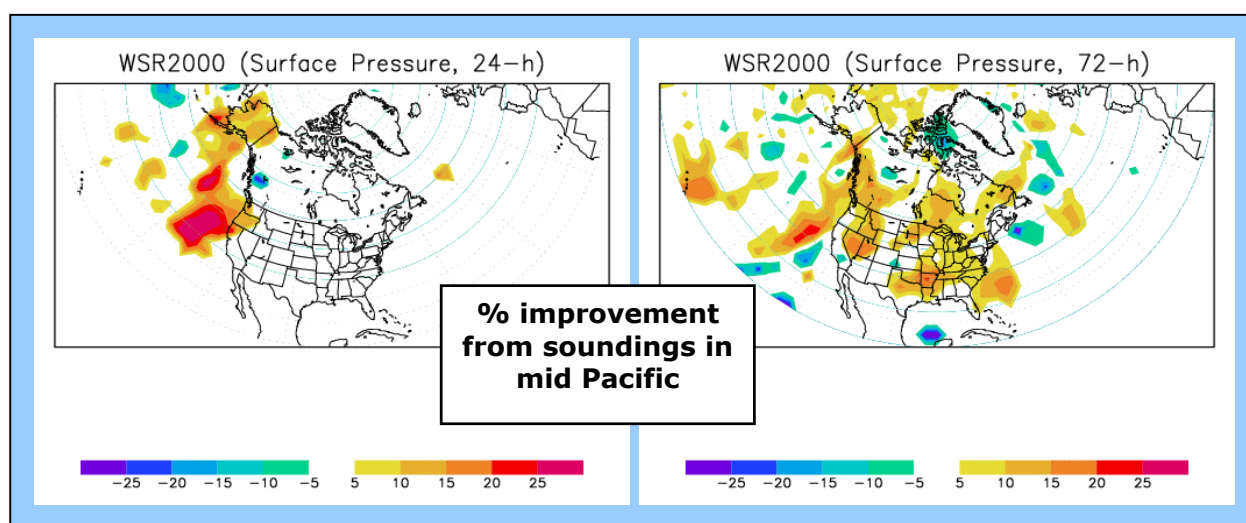 WSR2000 (Surface Pressure, 24-h)
WSR2000 (Surface Pressure, 72-h)
% improvement
from soundings in
mid Pacific
-25 -20 -15 -10 -5 5 10 15 20 25
-25 -20 -15 -10 -5 5 10 15 20 25